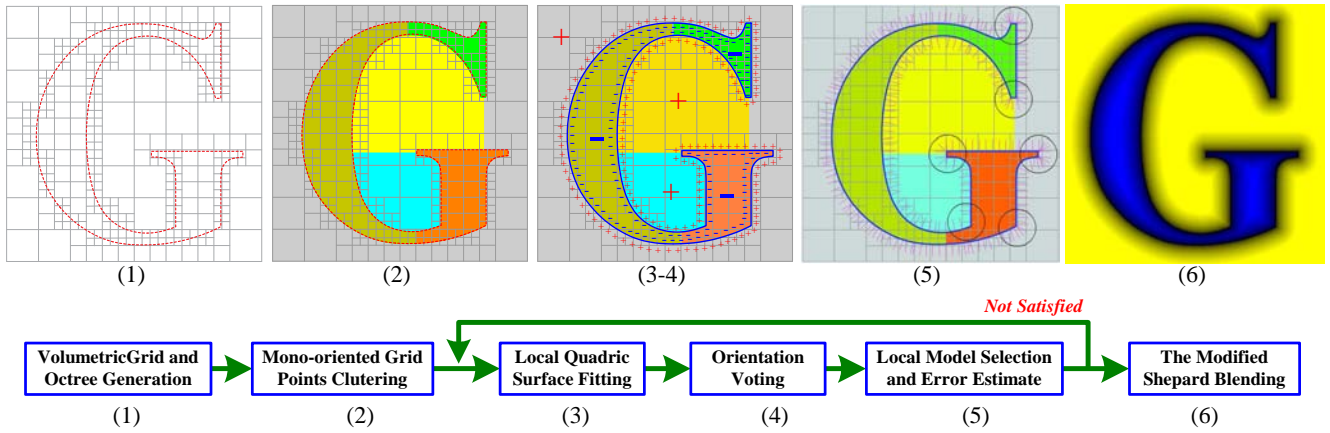 (1)
(2)
(3-4)
(5)
(6)
Not Satisfied
VolumetricGrid and
Octree Generation
Mono-oriented Grid
Points Clutering
Local Quadric
Surface Fitting
Orientation
Voting
Local Model Selection
and Error Estimate
The Modified
Shepard Blending
(1)
(2)
(3)
(4)
(5)
(6)